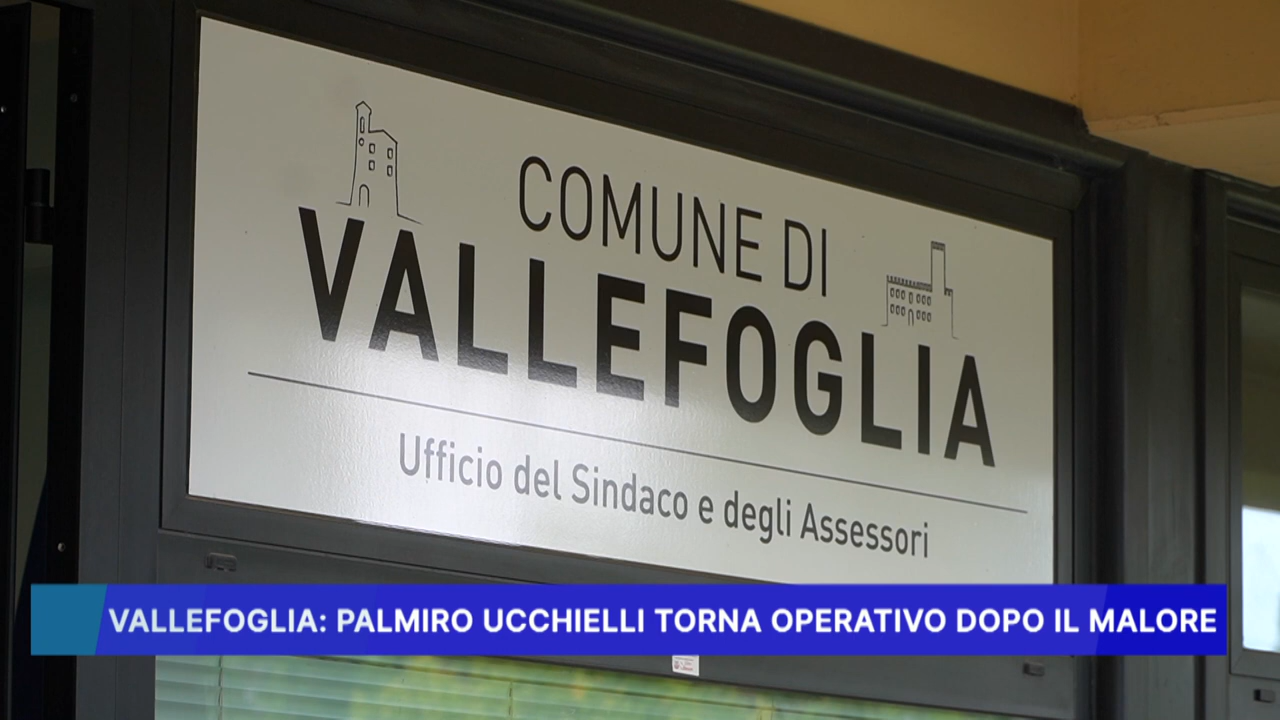 COMUNE DI
VALLEFOGLIA
Ufficio del Sindaco e degli Assessori
VALLEFOGLIA: PALMIRO UCCHIELLI TORNA OPERATIVO DOPO IL MALORE